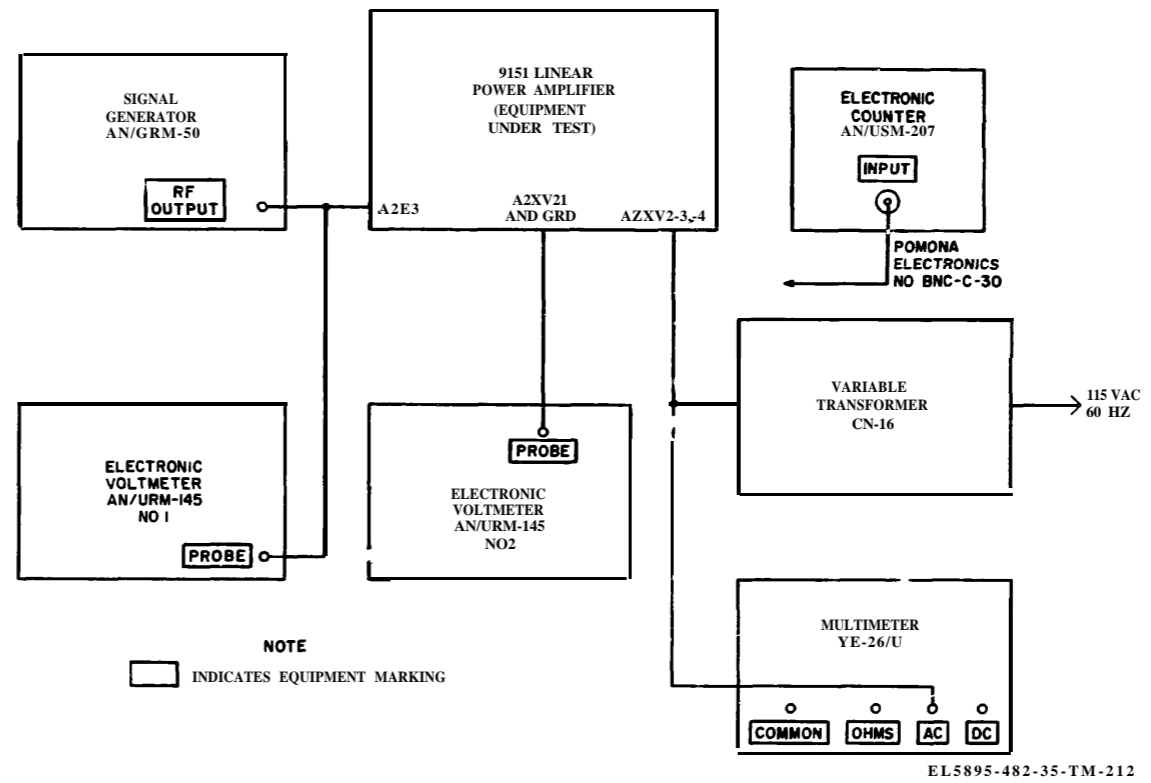 SIGNAL
GENERATOR
AN/GRM-50
RF
OUTPUT
9151 LINEAR
POWER AMPLIFIER
(EQUIPMENT
UNDER TEST)
A2E3
A2XV21
AND GRD
AZXV2-3,-4
ELECTRONIC
COUNTER
AN/USM-207
INPUT
POMONA
ELECTRONICS
NO BNC-C-30
ELECTRONIC
VOLTMETER
AN/URM-145
NO 1
PROBE
PROBE
ELECTRONIC
VOLTMETER
AN/URM-145
NO2
VARIABLE
TRANSFORMER
CN-16
115 VAC
60 HZ
MULTIMETER
YE-26/U
COMMON
OHMS
AC
DC
NOTE
INDICATES EQUIPMENT MARKING
EL5895-482-35-TM-212